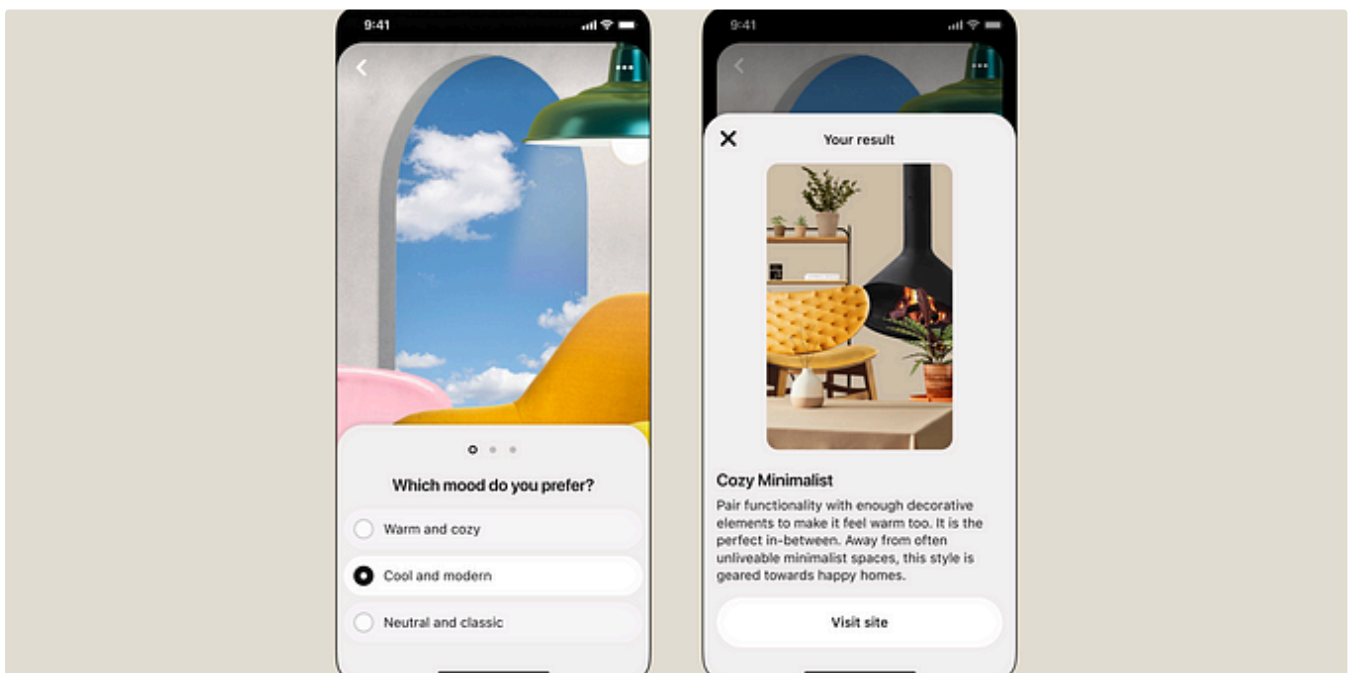 9:41
Which mood do you prefer?
Warm and cozy
Cool and modern
Neutral and classic
9:41
Your result
Cozy Minimalist
Pair functionality with enough decorative
elements to make it feel warm too. It is the
perfect in-between. Away from often
unliveable minimalist spaces, this style is
geared towards happy homes.
Visit site